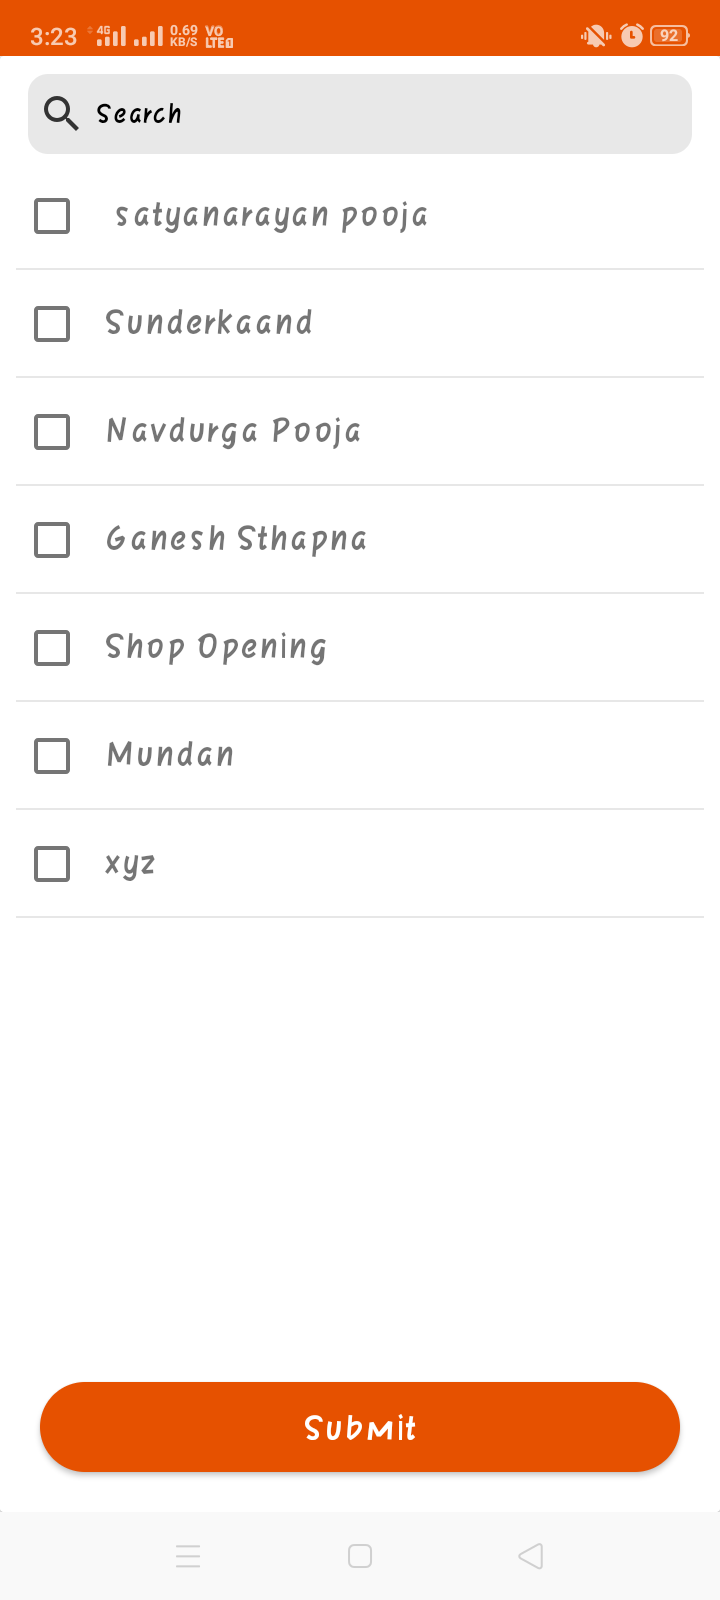 3:23 4G 0.69 KB/S VO LTE 92
Search
satyanarayan pooja
Sunderkaand
Navdurga Pooja
Ganesh Sthapna
Shop Opening
Mundan
xyz
Submit